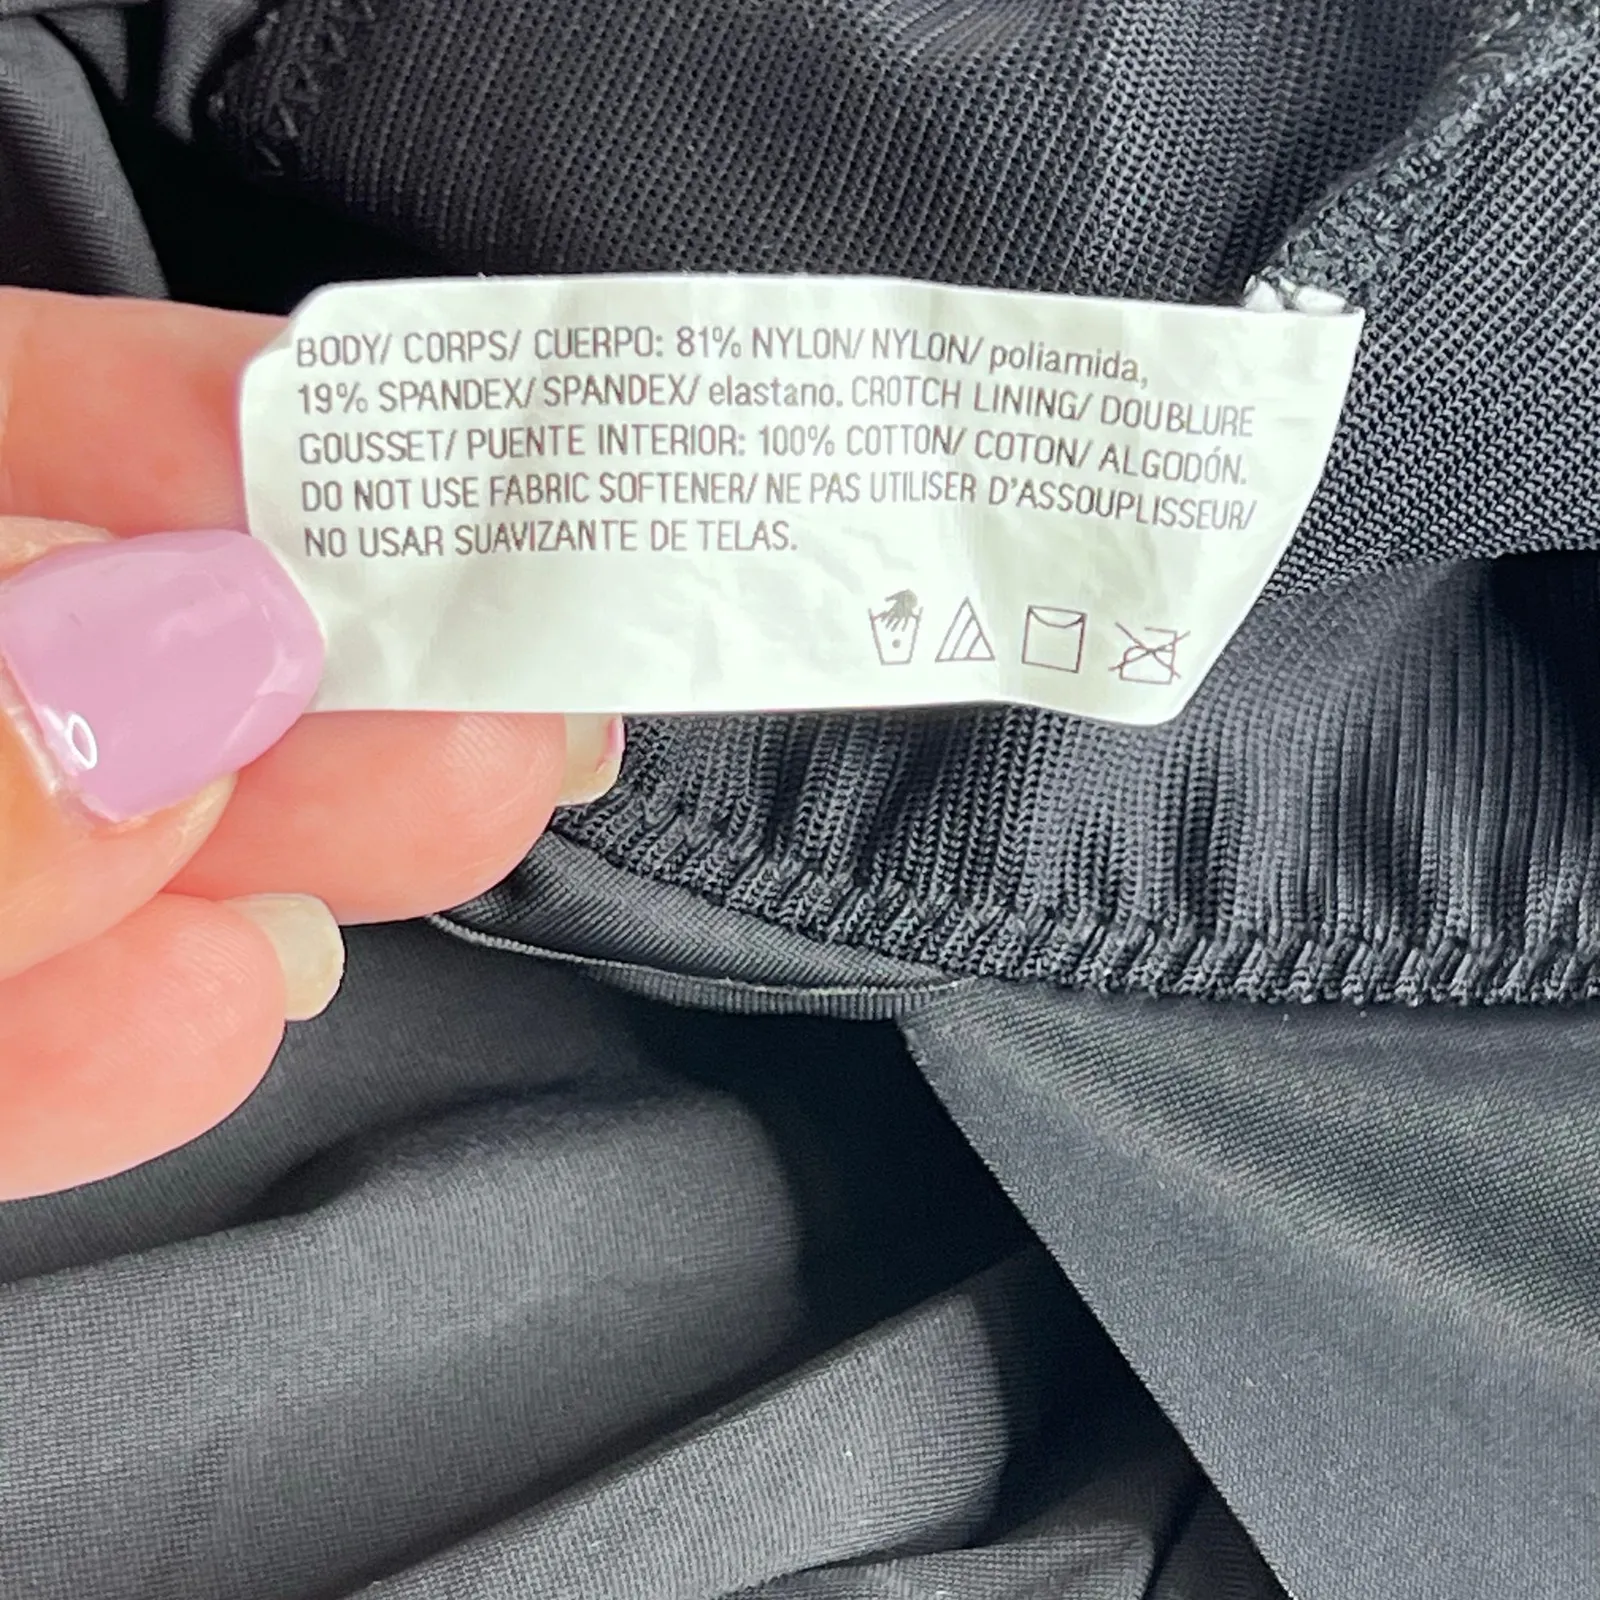 BODY/ CORPS/ CUERPO: 81% NYLON/ NYLON/ poliamida,
19% SPANDEX/ SPANDEX/ elastano. CROTCH LINING/ DOUBLURE
GOUSSET/ PUENTE INTERIOR: 100% COTTON/ COTON/ ALGODÓN.
DO NOT USE FABRIC SOFTENER/ NE PAS UTILISER D'ASSOUPLISSEUR/
NO USAR SUAVIZANTE DE TELAS.